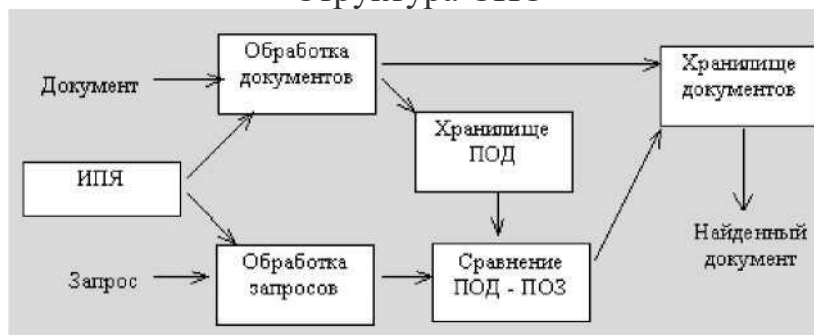 Обработка
документов
Хранилище
документов
Документ
Хранилище
ПОД
ИПЯ
Найденный
документ
Запрос
Обработка
запросов
Сравнение
ПОД - ПОЗ